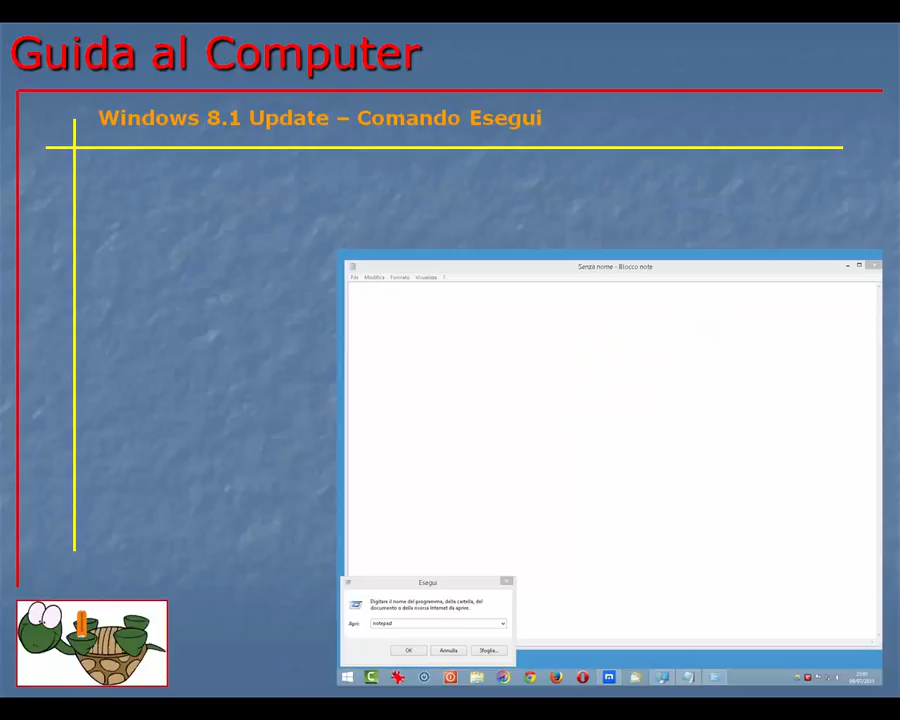 Guida al Computer
Windows 8.1 Update – Comando Esegui
Senza nome - Blocco note
File Modifica Formato Visualizza ?
Esegui
Digitare il nome del programma, della cartella, del
documento o della risorsa Internet da aprire.
Apri: notepad
OK Annulla Sfoglia...